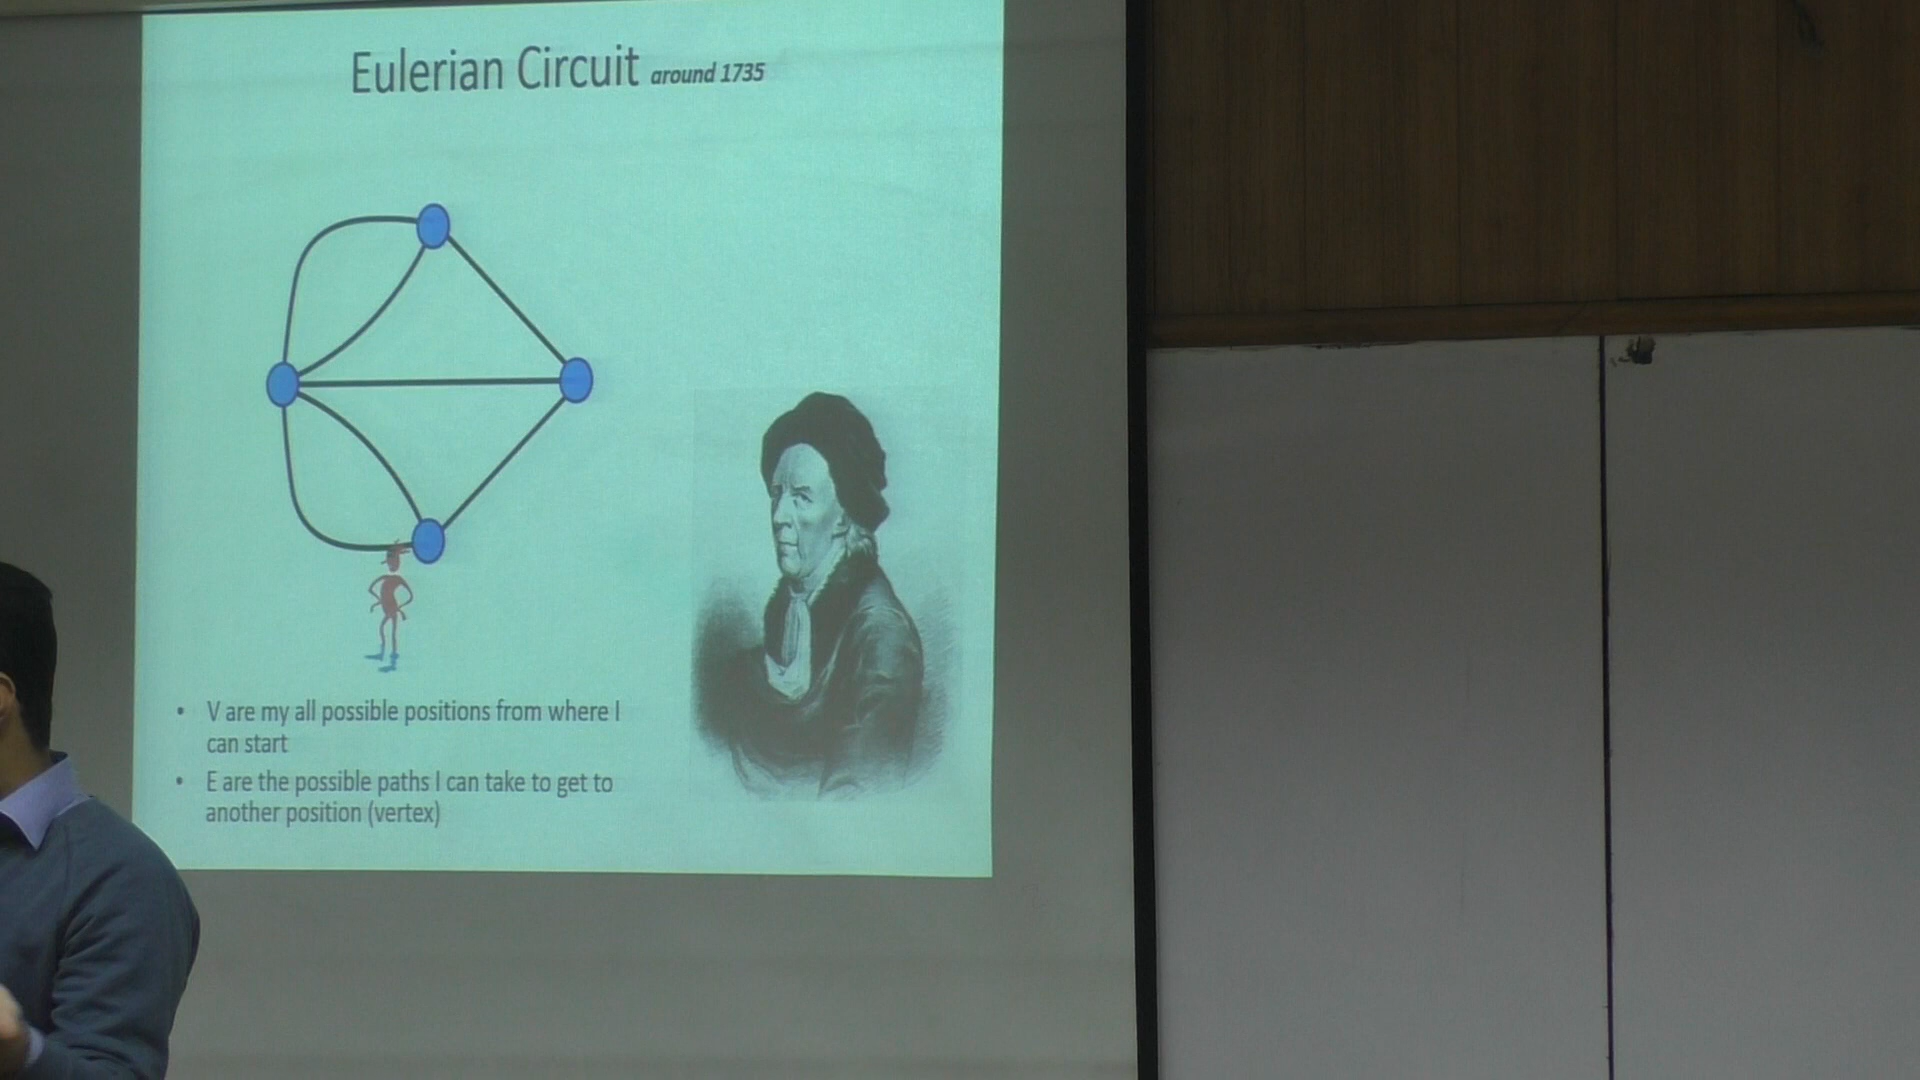 Eulerian Circuit around 1735
• V are my all possible positions from where I
can start
• E are the possible paths I can take to get to
another position (vertex)